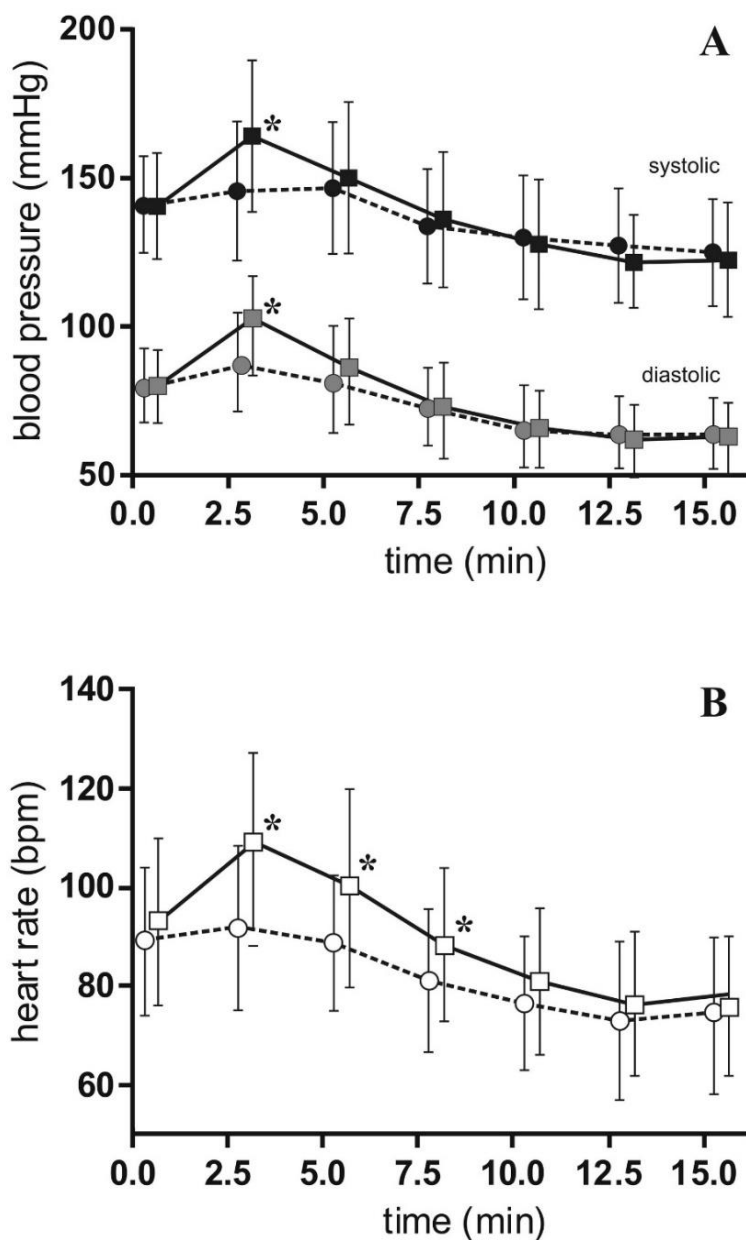 A
200
150
100
50
blood pressure (mmHg)
*
systolic
*
diastolic
0.0 2.5 5.0 7.5 10.0 12.5 15.0
time (min)
B
140
120
100
80
60
heart rate (bpm)
* * *
0.0 2.5 5.0 7.5 10.0 12.5 15.0
time (min)